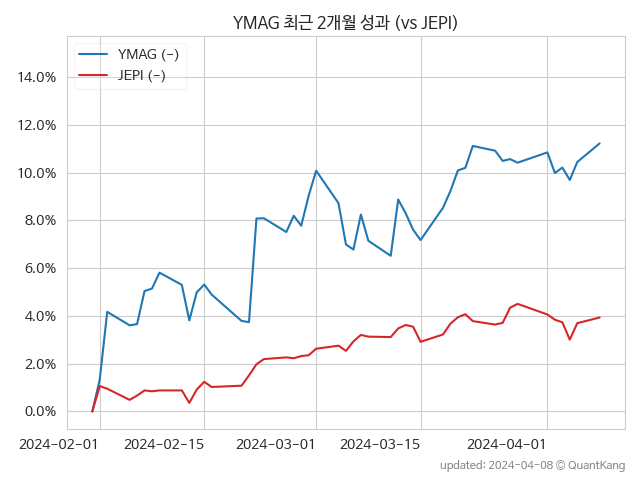 YMAG 최근 2개월 성과 (vs JEPI)
YMAG (-)
JEPI (-)
14.0%
12.0%
10.0%
8.0%
6.0%
4.0%
2.0%
0.0%
2024-02-01 2024-02-15 2024-03-01 2024-03-15 2024-04-01
updated: 2024-04-08 © QuantKang